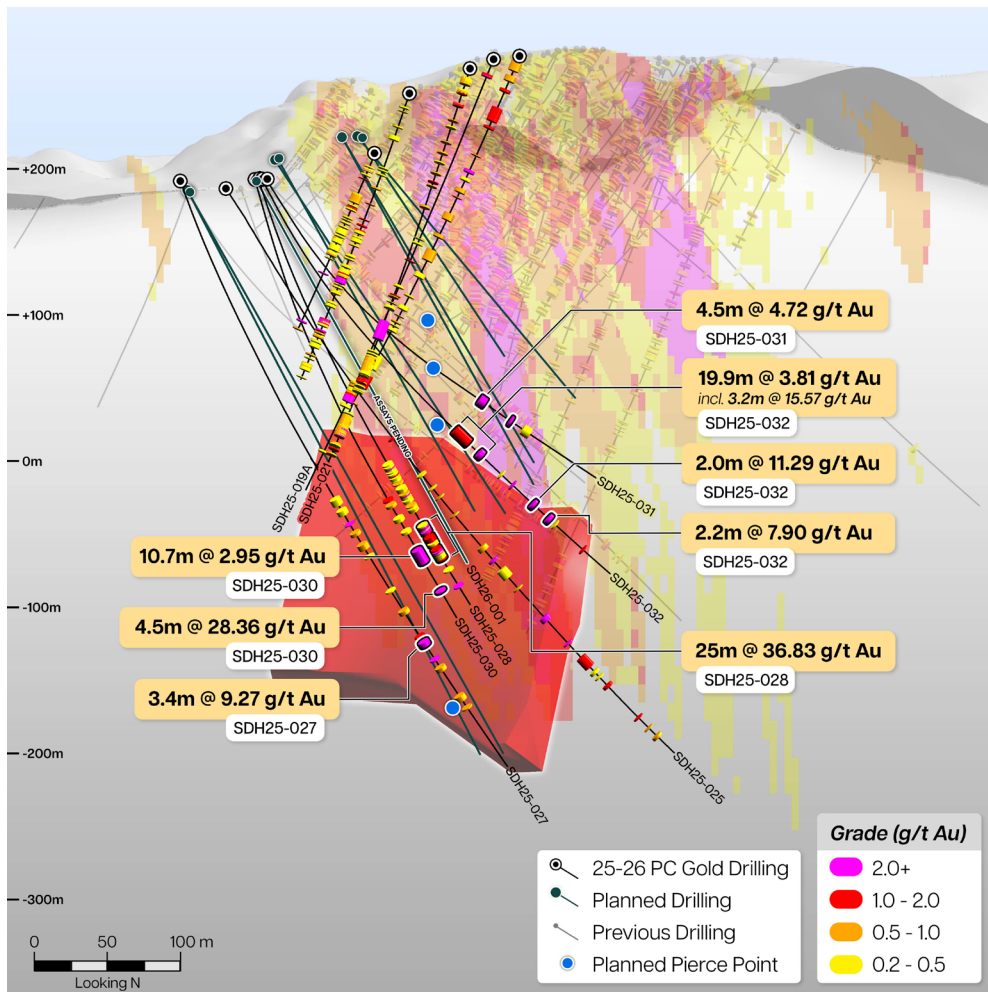 +200m
+100m
0m
-100m
-200m
-300m
4.5m @ 4.72 g/t Au
SDH25-031
19.9m @ 3.81 g/t Au
incl. 3.2m @ 15.57 g/t Au
SDH25-032
2.0m @ 11.29 g/t Au
SDH25-032
2.2m @ 7.90 g/t Au
SDH25-032
25m @ 36.83 g/t Au
SDH25-028
10.7m @ 2.95 g/t Au
SDH25-030
4.5m @ 28.36 g/t Au
SDH25-030
3.4m @ 9.27 g/t Au
SDH25-027
ASSAYS PENDING
SDH25-019A
SDH25-021
SDH25-031
SDH25-032
SDH26-001
SDH25-028
SDH25-030
SDH25-025
SDH25-027
0 50 100 m
Looking N
25-26 PC Gold Drilling
Planned Drilling
Previous Drilling
Planned Pierce Point
Grade (g/t Au)
2.0+
1.0 - 2.0
0.5 - 1.0
0.2 - 0.5